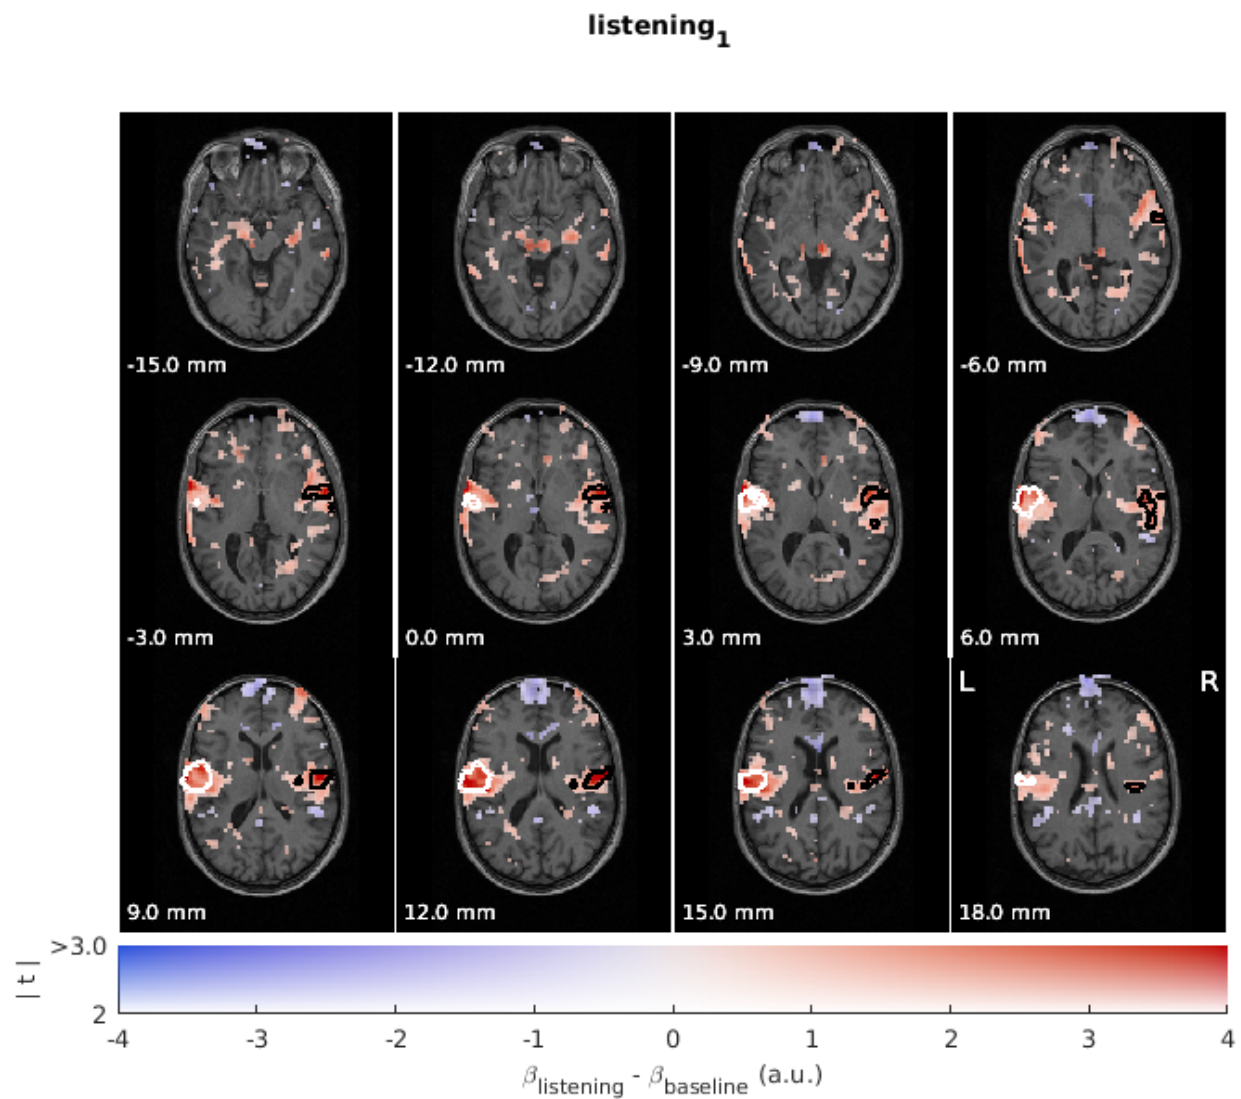 listening₁
-15.0 mm
-12.0 mm
-9.0 mm
-6.0 mm
-3.0 mm
0.0 mm
3.0 mm
6.0 mm
L R
9.0 mm
12.0 mm
15.0 mm
18.0 mm
>3.0
| t |
2
-4 -3 -2 -1 0 1 2 3 4
βlistening - βbaseline (a.u.)